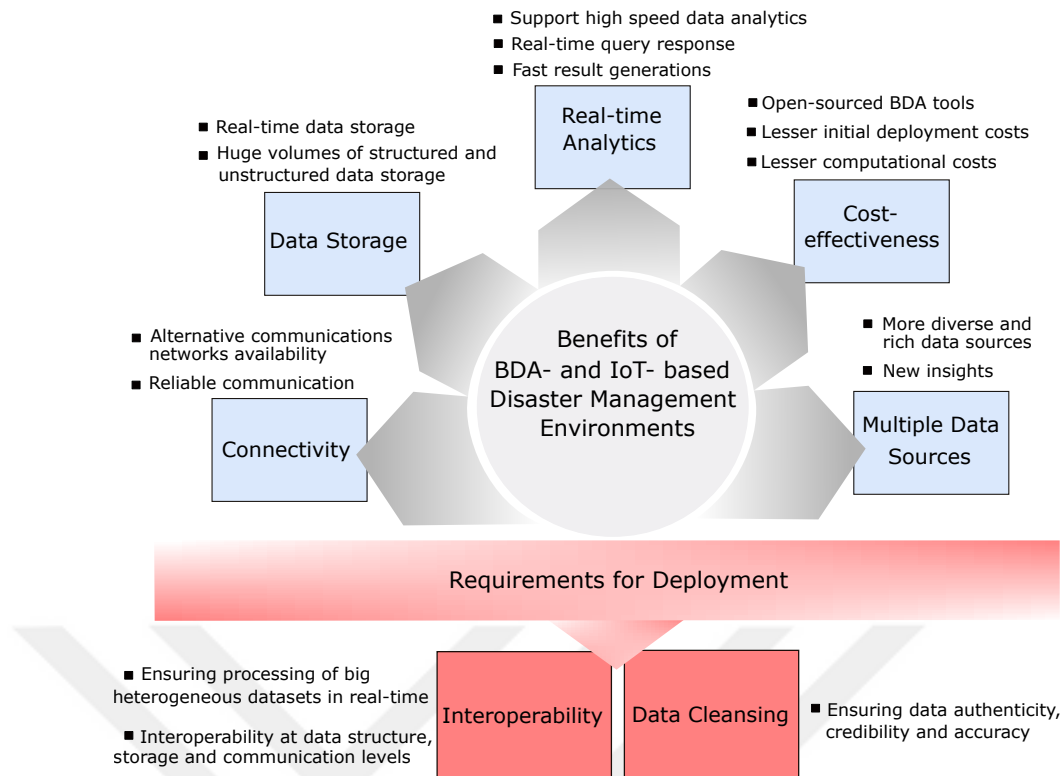 ■ Support high speed data analytics
■ Real-time query response
■ Fast result generations
Real-time
Analytics
■ Open-sourced BDA tools
■ Lesser initial deployment costs
■ Lesser computational costs
Cost-
effectiveness
■ Real-time data storage
■ Huge volumes of structured and
unstructured data storage
Data Storage
■ Alternative communications
networks availability
■ Reliable communication
Connectivity
Benefits of
BDA- and IoT- based
Disaster Management
Environments
■ More diverse and
rich data sources
■ New insights
Multiple Data
Sources
Requirements for Deployment
■ Ensuring processing of big
heterogeneous datasets in real-time
■ Interoperability at data structure,
storage and communication levels
Interoperability
Data Cleansing
■ Ensuring data authenticity,
credibility and accuracy